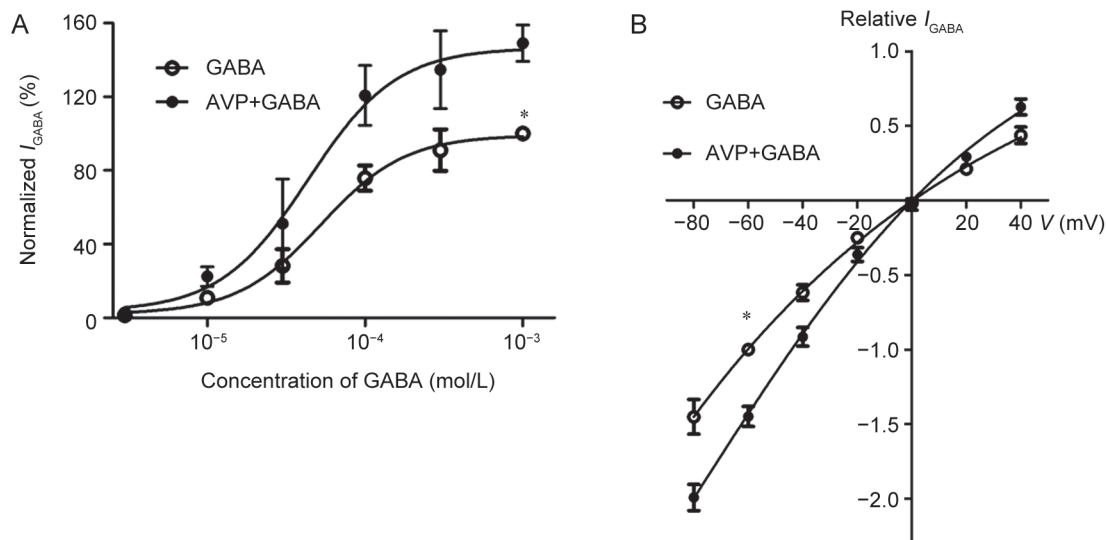 A
Normalized I_GABA (%)
160
120
80
40
0
GABA
AVP+GABA
*
10⁻⁵
10⁻⁴
10⁻³
Concentration of GABA (mol/L)
B
Relative I_GABA
1.0
0.5
GABA
AVP+GABA
−80
−60
−40
−20
20
40
V (mV)
*
−0.5
−1.0
−1.5
−2.0